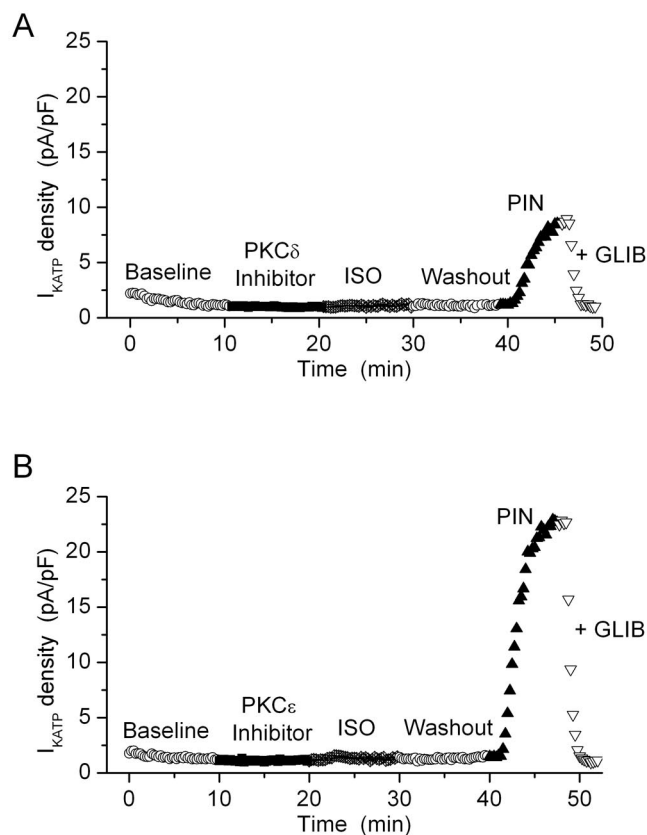 A
I_KATP density (pA/pF)
25
20
15
10
5
0
Baseline
PKCδ
Inhibitor
ISO
Washout
PIN
+ GLIB
0
10
20
30
40
50
Time (min)
B
I_KATP density (pA/pF)
25
20
15
10
5
0
Baseline
PKCε
Inhibitor
ISO
Washout
PIN
+ GLIB
0
10
20
30
40
50
Time (min)